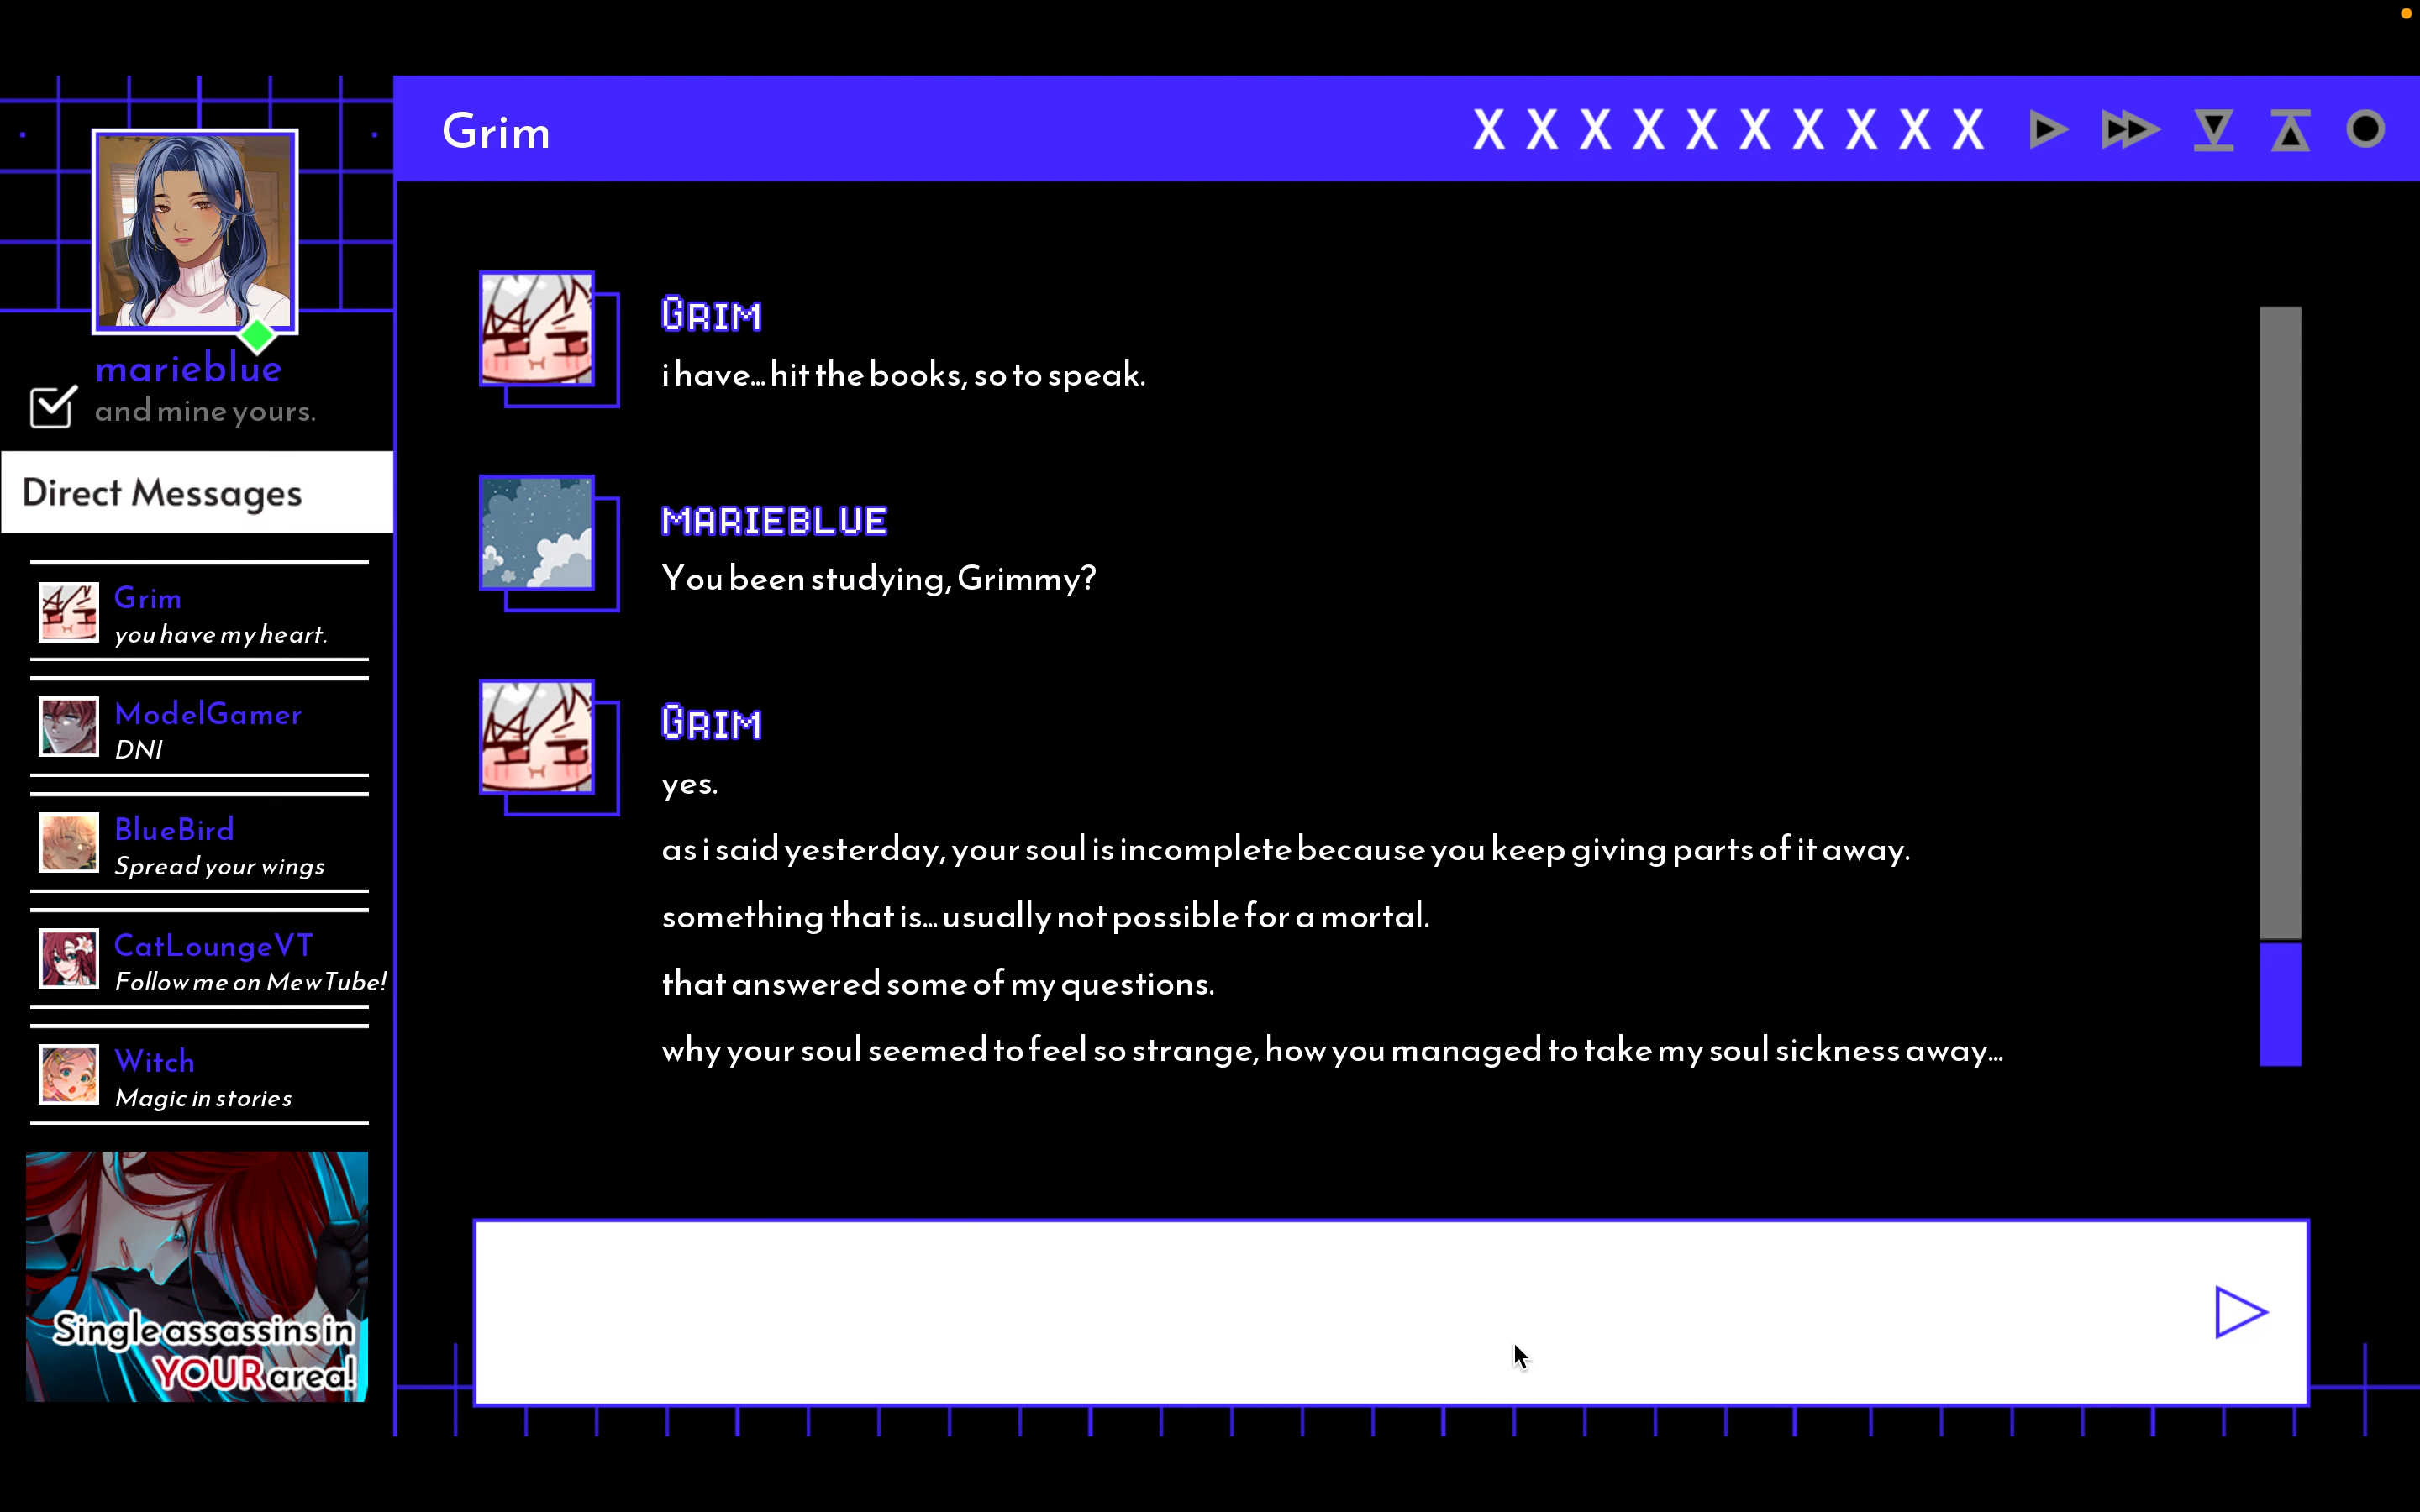 Grim
X X X X X X X X X X
marieblue
and mine yours.
Direct Messages
Grim
you have my heart.
ModelGamer
DNI
BlueBird
Spread your wings
CatLoungeVT
Follow me on MewTube!
Witch
Magic in stories
Single assassins in
YOUR area!
GRIM
i have... hit the books, so to speak.
MARIEBLUE
You been studying, Grimmy?
GRIM
yes.
as i said yesterday, your soul is incomplete because you keep giving parts of it away.
something that is... usually not possible for a mortal.
that answered some of my questions.
why your soul seemed to feel so strange, how you managed to take my soul sickness away...